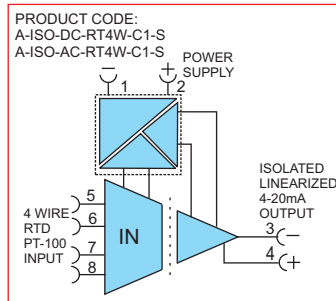 PRODUCT CODE:
A-ISO-DC-RT4W-C1-S
A-ISO-AC-RT4W-C1-S
POWER
SUPPLY
− +
1 2
ISOLATED
LINEARIZED
4-20mA
OUTPUT
4 WIRE
RTD
PT-100
INPUT
5
6
7
8
IN
3 −
4 +